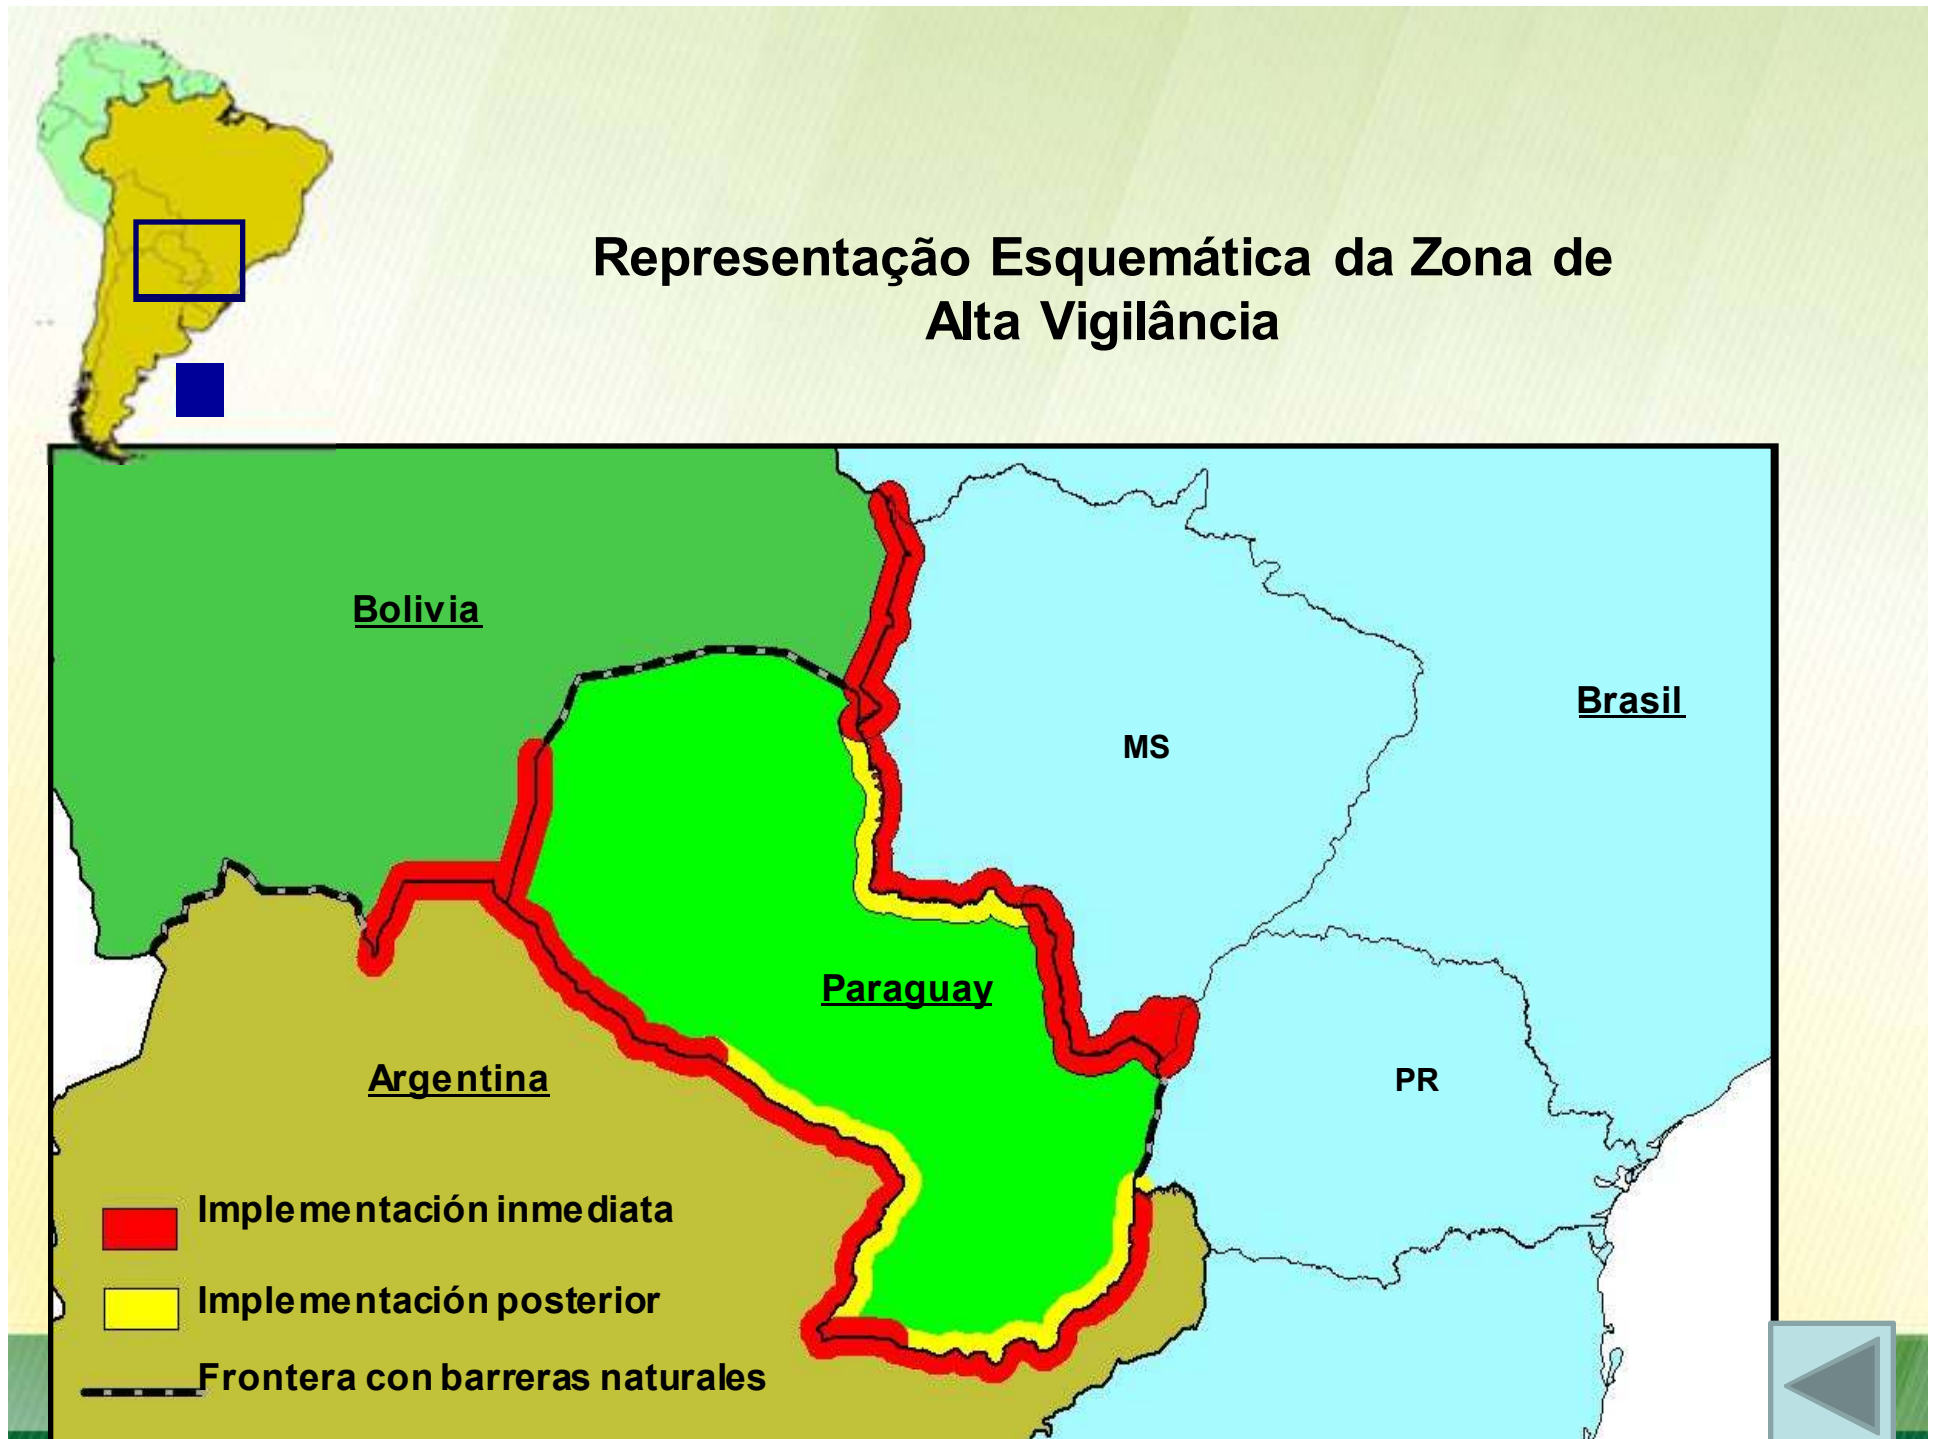 Representação Esquemática da Zona de
Alta Vigilância
Bolivia
Brasil
MS
Paraguay
Argentina
PR
Implementación inmediata
Implementación posterior
Frontera con barreras naturales